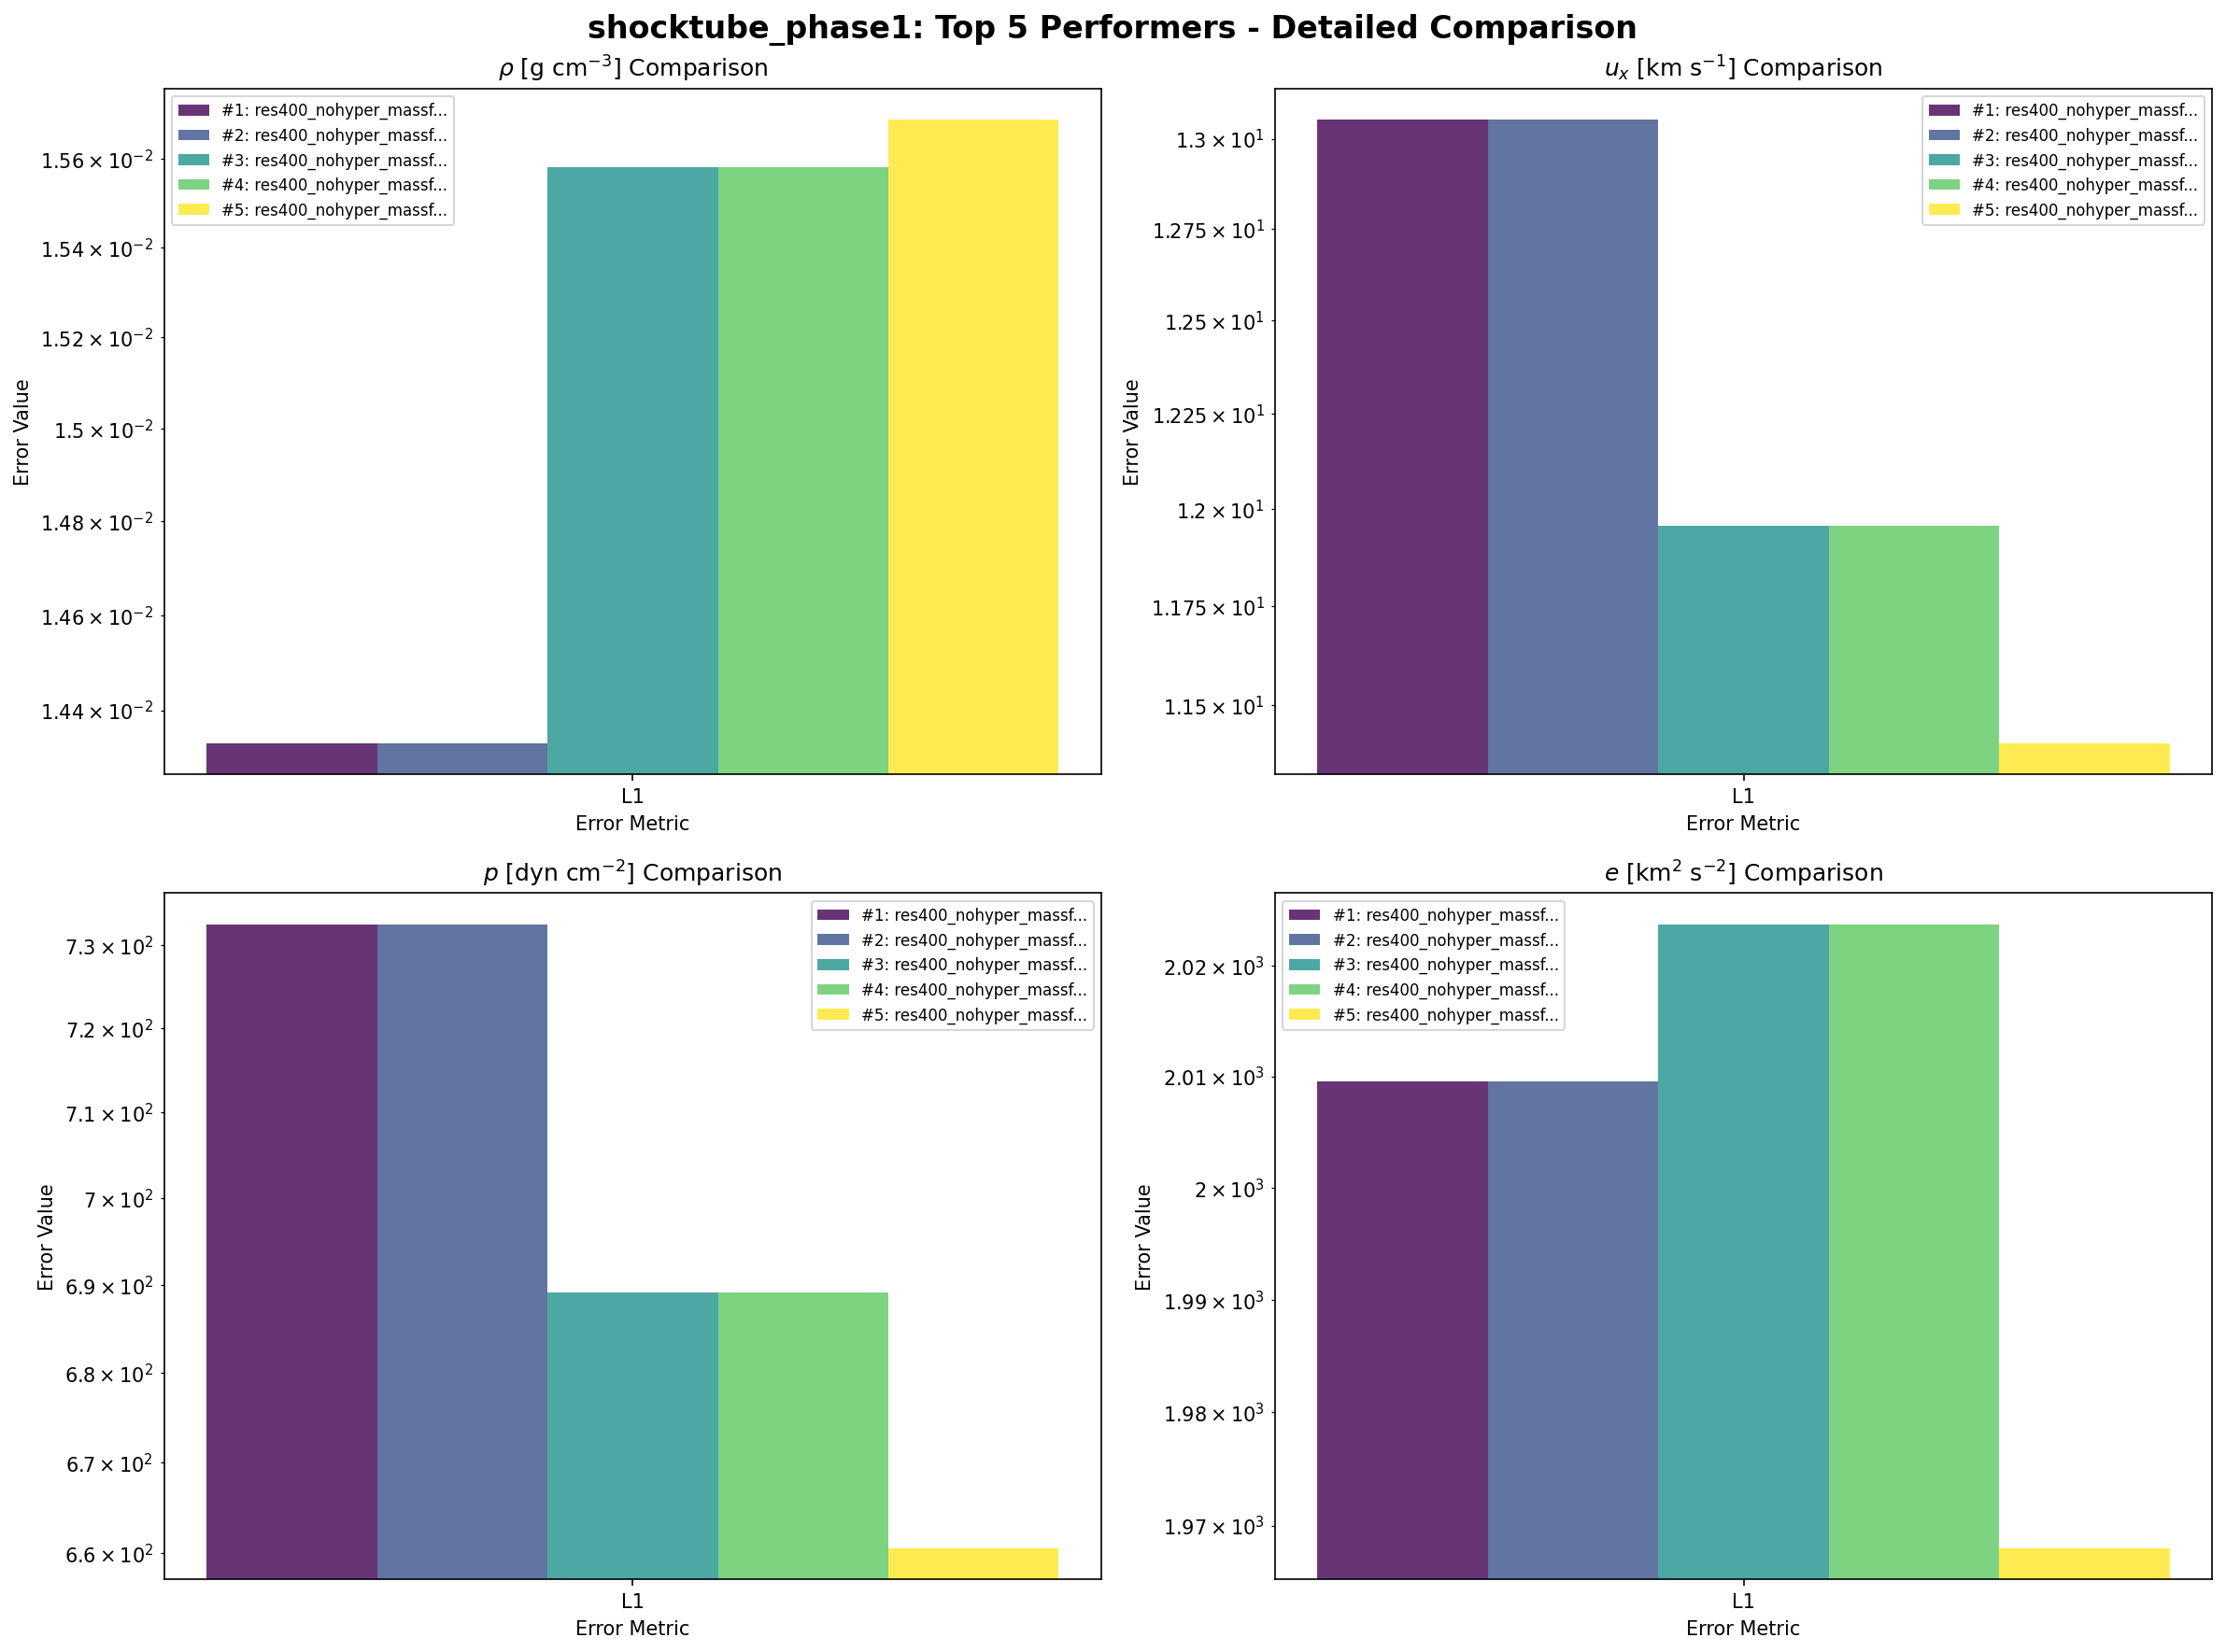 shocktube_phase1: Top 5 Performers - Detailed Comparison
ρ [g cm⁻³] Comparison
#1: res400_nohyper_massf...
#2: res400_nohyper_massf...
#3: res400_nohyper_massf...
#4: res400_nohyper_massf...
#5: res400_nohyper_massf...
1.56 × 10⁻²
1.54 × 10⁻²
1.52 × 10⁻²
1.5 × 10⁻²
1.48 × 10⁻²
1.46 × 10⁻²
1.44 × 10⁻²
Error Value
L1
Error Metric
uₓ [km s⁻¹] Comparison
#1: res400_nohyper_massf...
#2: res400_nohyper_massf...
#3: res400_nohyper_massf...
#4: res400_nohyper_massf...
#5: res400_nohyper_massf...
1.3 × 10¹
1.275 × 10¹
1.25 × 10¹
1.225 × 10¹
1.2 × 10¹
1.175 × 10¹
1.15 × 10¹
Error Value
L1
Error Metric
p [dyn cm⁻²] Comparison
#1: res400_nohyper_massf...
#2: res400_nohyper_massf...
#3: res400_nohyper_massf...
#4: res400_nohyper_massf...
#5: res400_nohyper_massf...
7.3 × 10²
7.2 × 10²
7.1 × 10²
7 × 10²
6.9 × 10²
6.8 × 10²
6.7 × 10²
6.6 × 10²
Error Value
L1
Error Metric
e [km² s⁻²] Comparison
#1: res400_nohyper_massf...
#2: res400_nohyper_massf...
#3: res400_nohyper_massf...
#4: res400_nohyper_massf...
#5: res400_nohyper_massf...
2.02 × 10³
2.01 × 10³
2 × 10³
1.99 × 10³
1.98 × 10³
1.97 × 10³
Error Value
L1
Error Metric